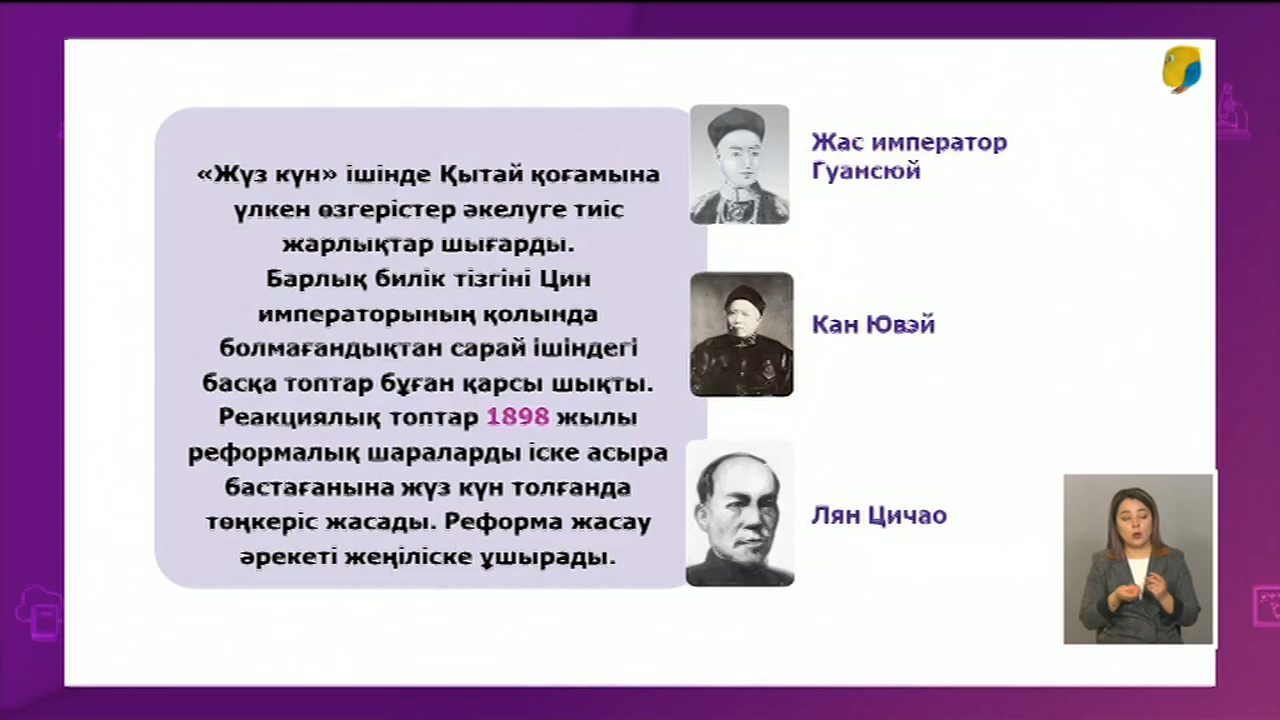 «Жүз күн» ішінде Қытай қоғамына
үлкен өзгерістер әкелуге тиіс
жарлықтар шығарды.
Барлық билік тізгіні Цин
императорының қолында
болмағандықтан сарай ішіндегі
басқа топтар бұған қарсы шықты.
Реакциялық топтар 1898 жылы
реформалық шараларды іске асыра
бастағанына жүз күн толғанда
төңкеріс жасады. Реформа жасау
әрекеті жеңіліске ұшырады.
Жас император
Гуансюй
Кан Ювэй
Лян Цичао